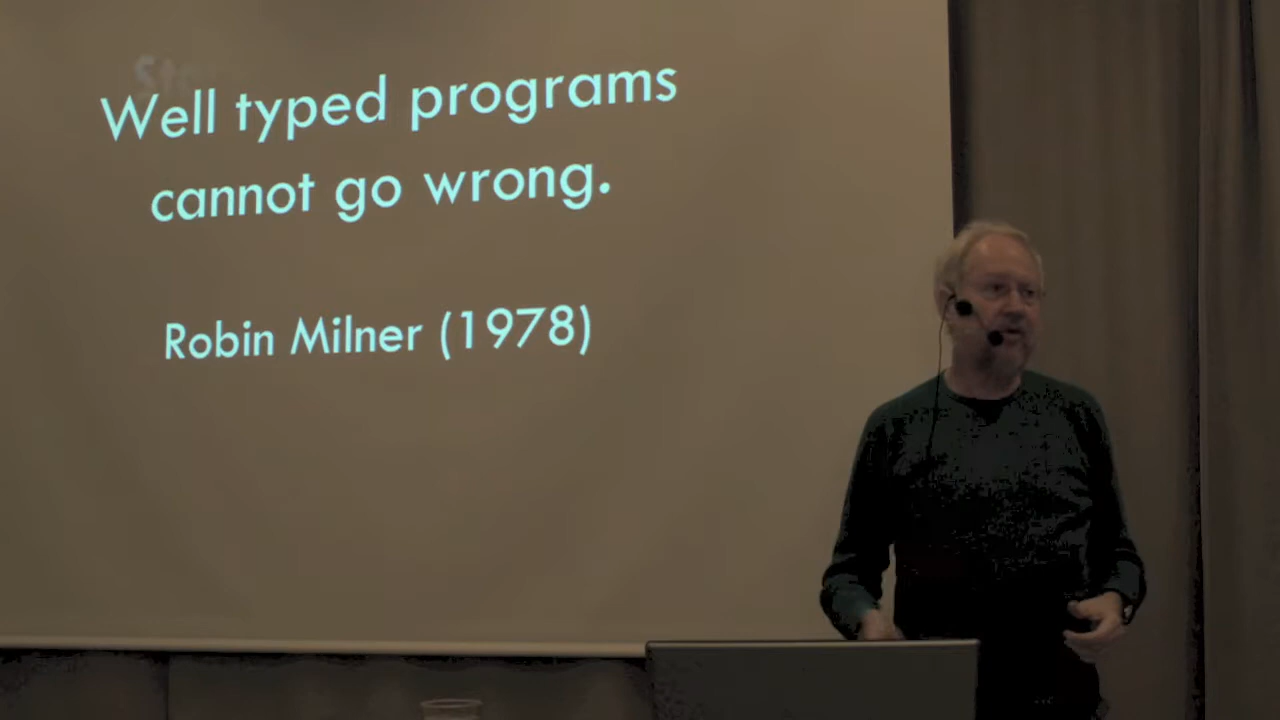 Well typed programs
cannot go wrong.
Robin Milner (1978)